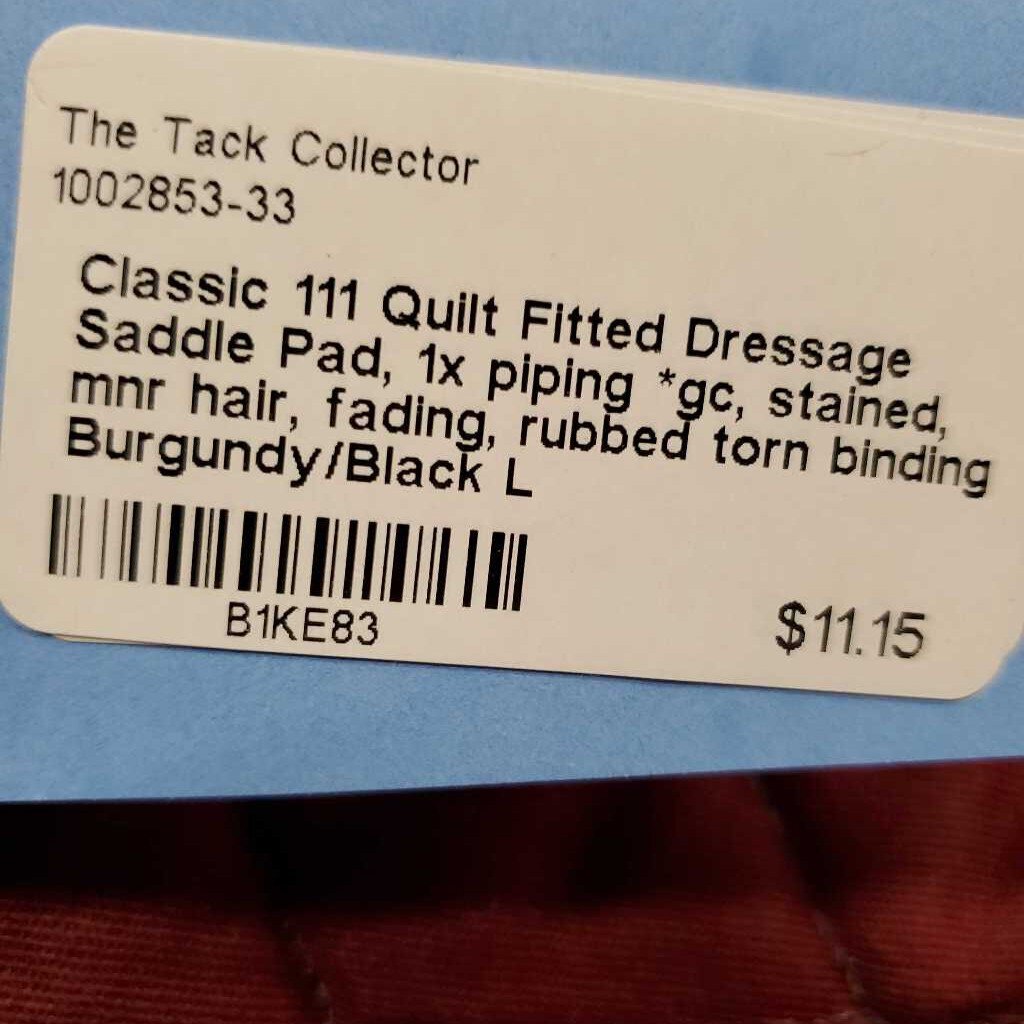 The Tack Collector
1002853-33
Classic 111 Quilt Fitted Dressage
Saddle Pad, 1x piping *gc, stained,
mnr hair, fading, rubbed torn binding
Burgundy/Black L
B1KE83
$11.15